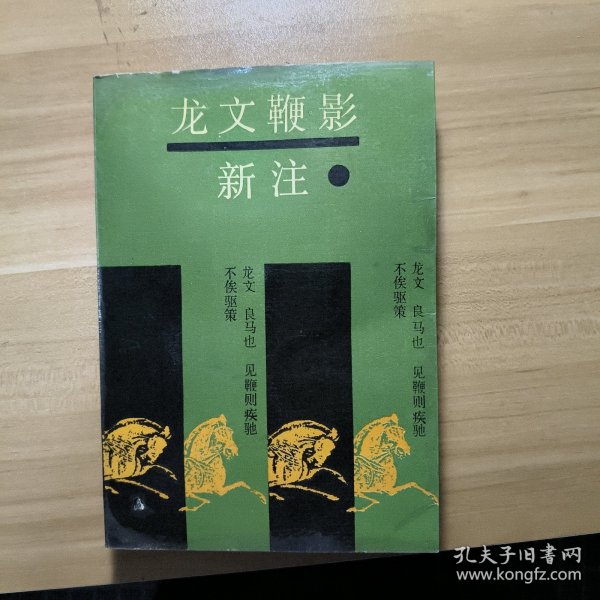 龙文鞭影
新注
龙文 良马也 见鞭则疾驰
不俟驱策
龙文 良马也 见鞭则疾驰
不俟驱策
孔夫子旧书网
www.kongfz.com